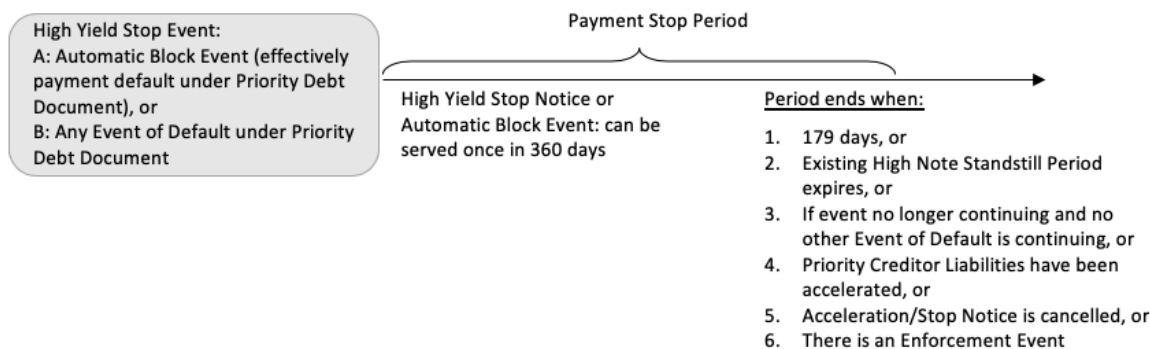 High Yield Stop Event:
A: Automatic Block Event (effectively
payment default under Priority Debt
Document), or
B: Any Event of Default under Priority
Debt Document
Payment Stop Period
High Yield Stop Notice or
Automatic Block Event: can be
served once in 360 days
Period ends when:
1. 179 days, or
2. Existing High Note Standstill Period
expires, or
3. If event no longer continuing and no
other Event of Default is continuing, or
4. Priority Creditor Liabilities have been
accelerated, or
5. Acceleration/Stop Notice is cancelled, or
6. There is an Enforcement Event